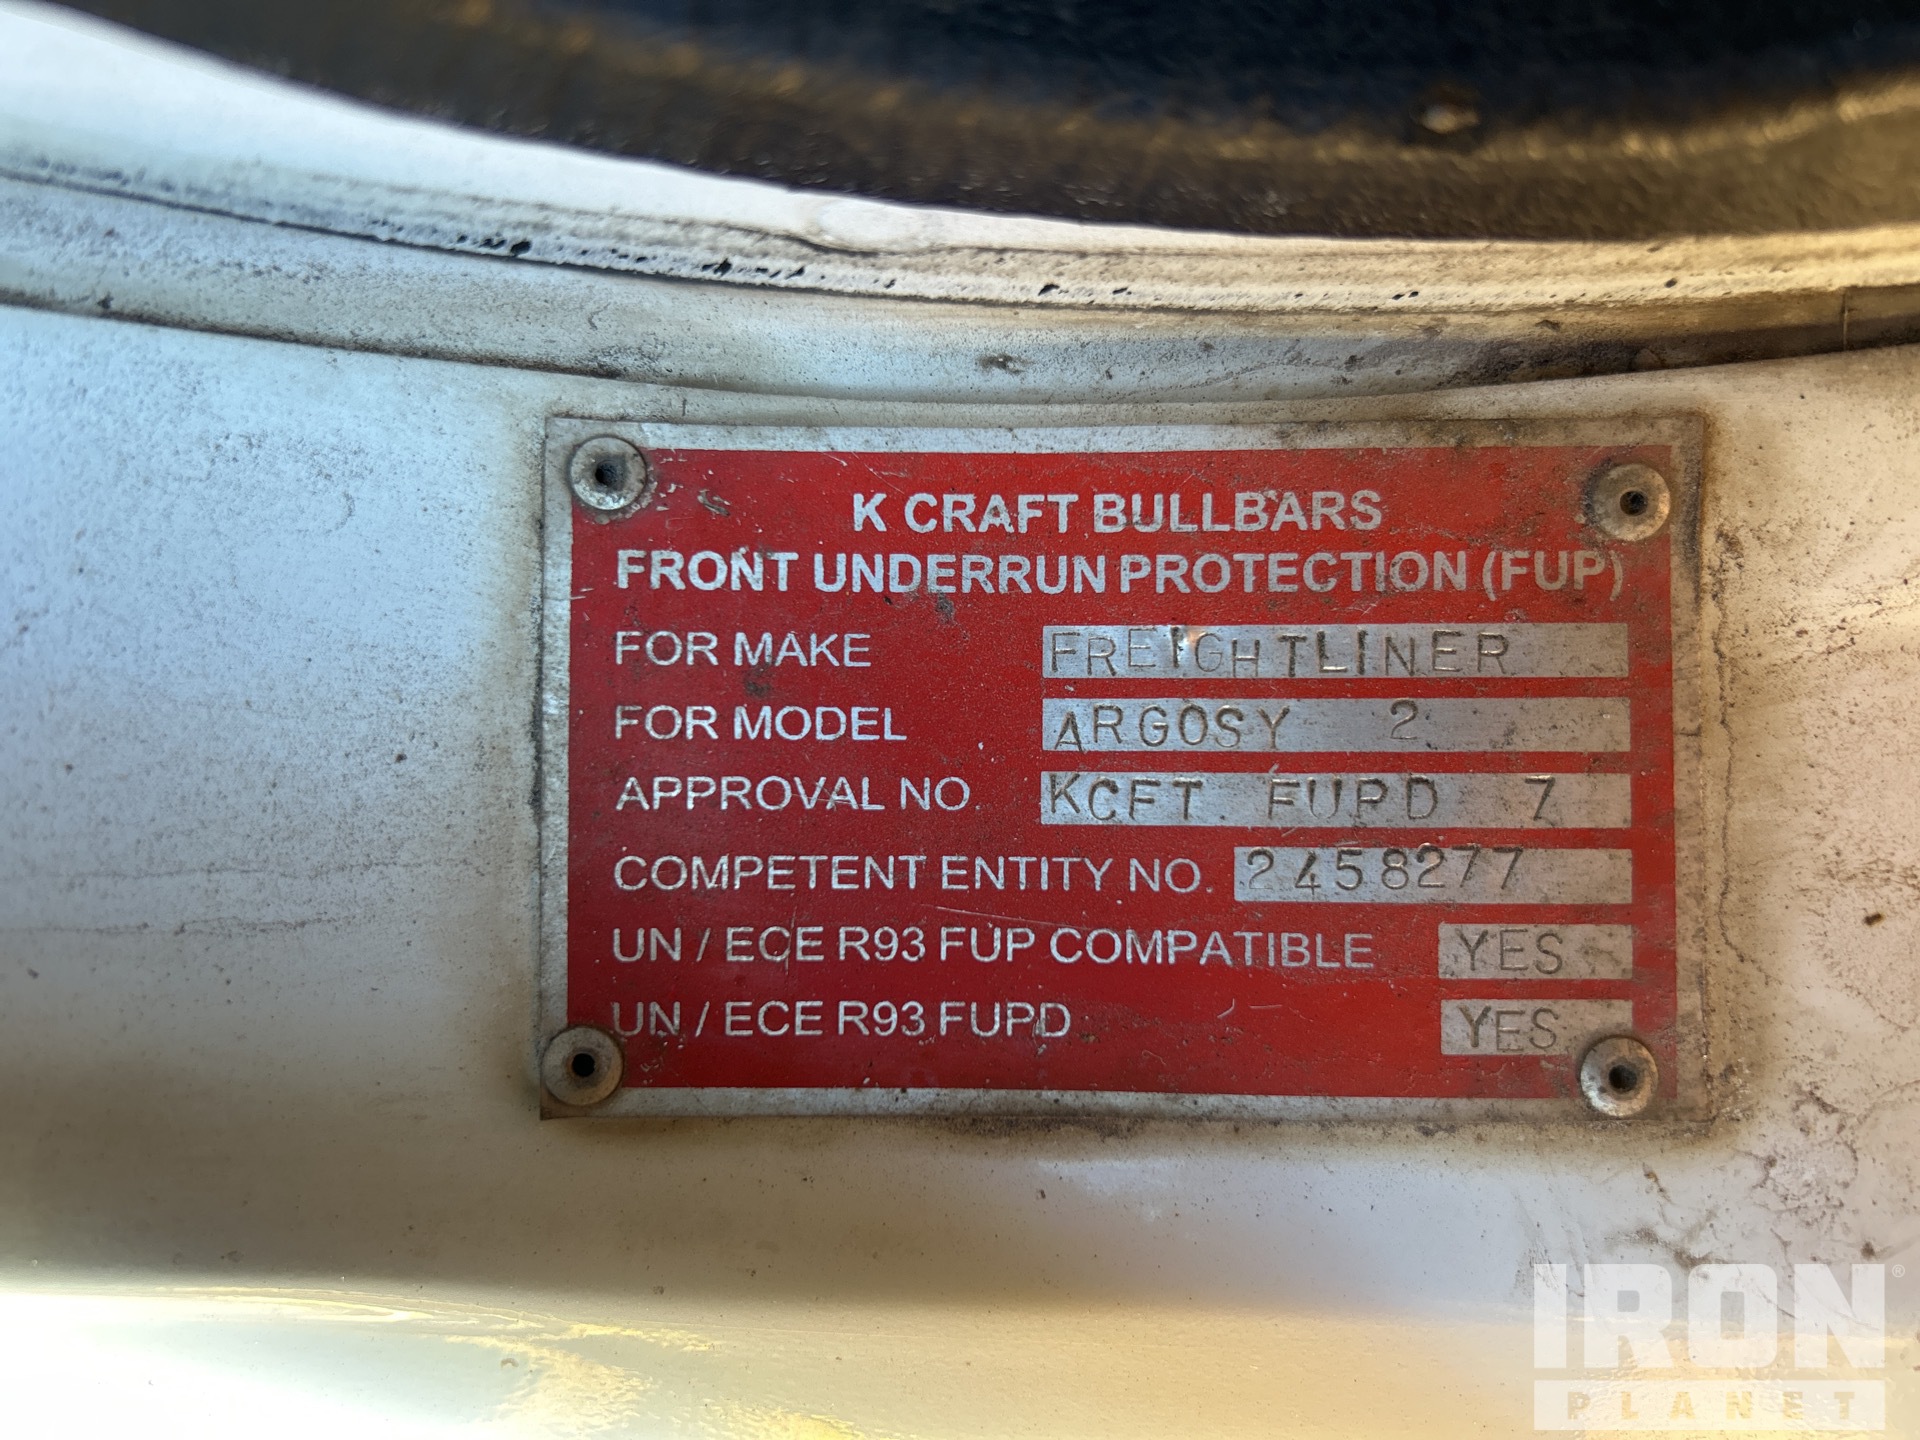 K CRAFT BULLBARS
FRONT UNDERRUN PROTECTION (FUP)
FOR MAKE FREIGHTLINER
FOR MODEL ARGOSY 2
APPROVAL NO. KCFT FUPD 7
COMPETENT ENTITY NO. 2458277
UN / ECE R93 FUP COMPATIBLE YES
UN / ECE R93 FUPD YES
IRON®
PLANET